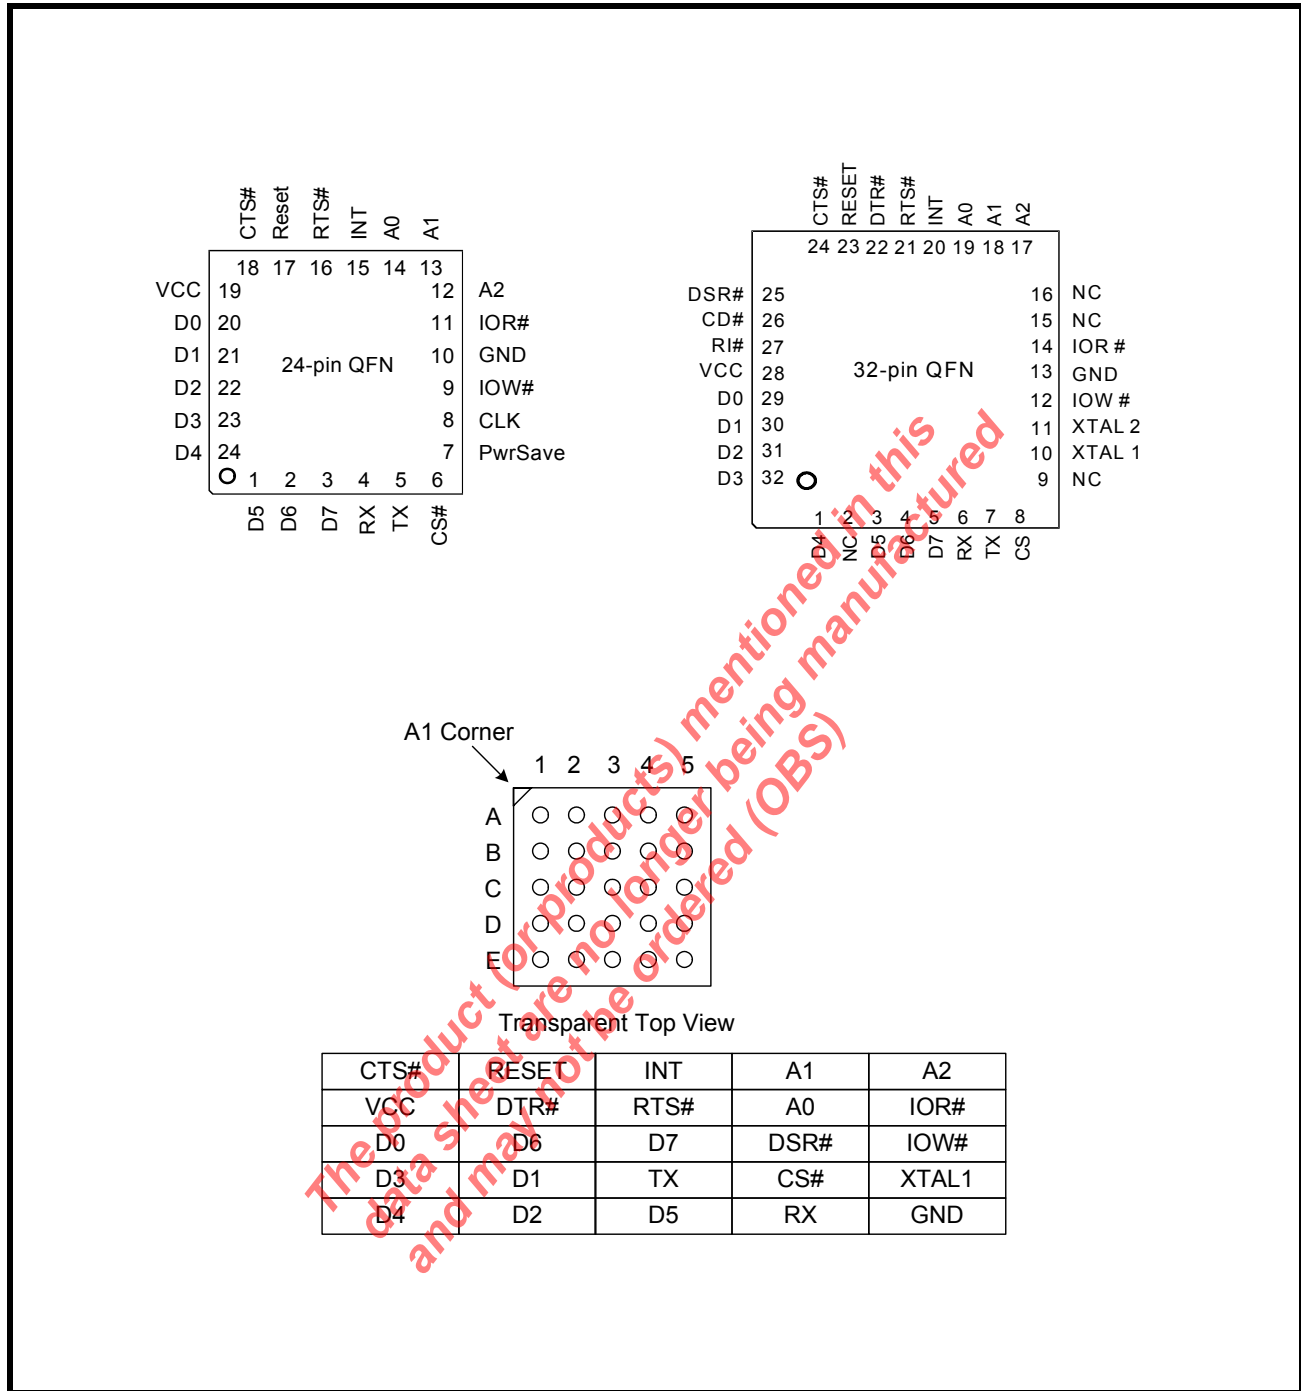 CTS# Reset RTS# INT A0 A1
18 17 16 15 14 13
VCC 19 12 A2
D0 20 11 IOR#
D1 21 10 GND
24-pin QFN
D2 22 9 IOW#
D3 23 8 CLK
D4 24 7 PwrSave
1 2 3 4 5 6
D5 D6 D7 RX TX CS#
CTS# RESET DTR# RTS# INT A0 A1 A2
24 23 22 21 20 19 18 17
DSR# 25 16 NC
CD# 26 15 NC
RI# 27 14 IOR #
VCC 28 32-pin QFN 13 GND
D0 29 12 IOW #
D1 30 11 XTAL 2
D2 31 10 XTAL 1
D3 32 9 NC
1 2 3 4 5 6 7 8
D4 NC D5 D6 D7 RX TX CS
A1 Corner
1 2 3 4 5
A
B
C
D
E
Transparent Top View
CTS# RESET INT A1 A2
VCC DTR# RTS# A0 IOR#
D0 D6 D7 DSR# IOW#
D3 D1 TX CS# XTAL1
D4 D2 D5 RX GND
The product (or products) mentioned in this
data sheet are no longer being manufactured
and may not be ordered (OBS)